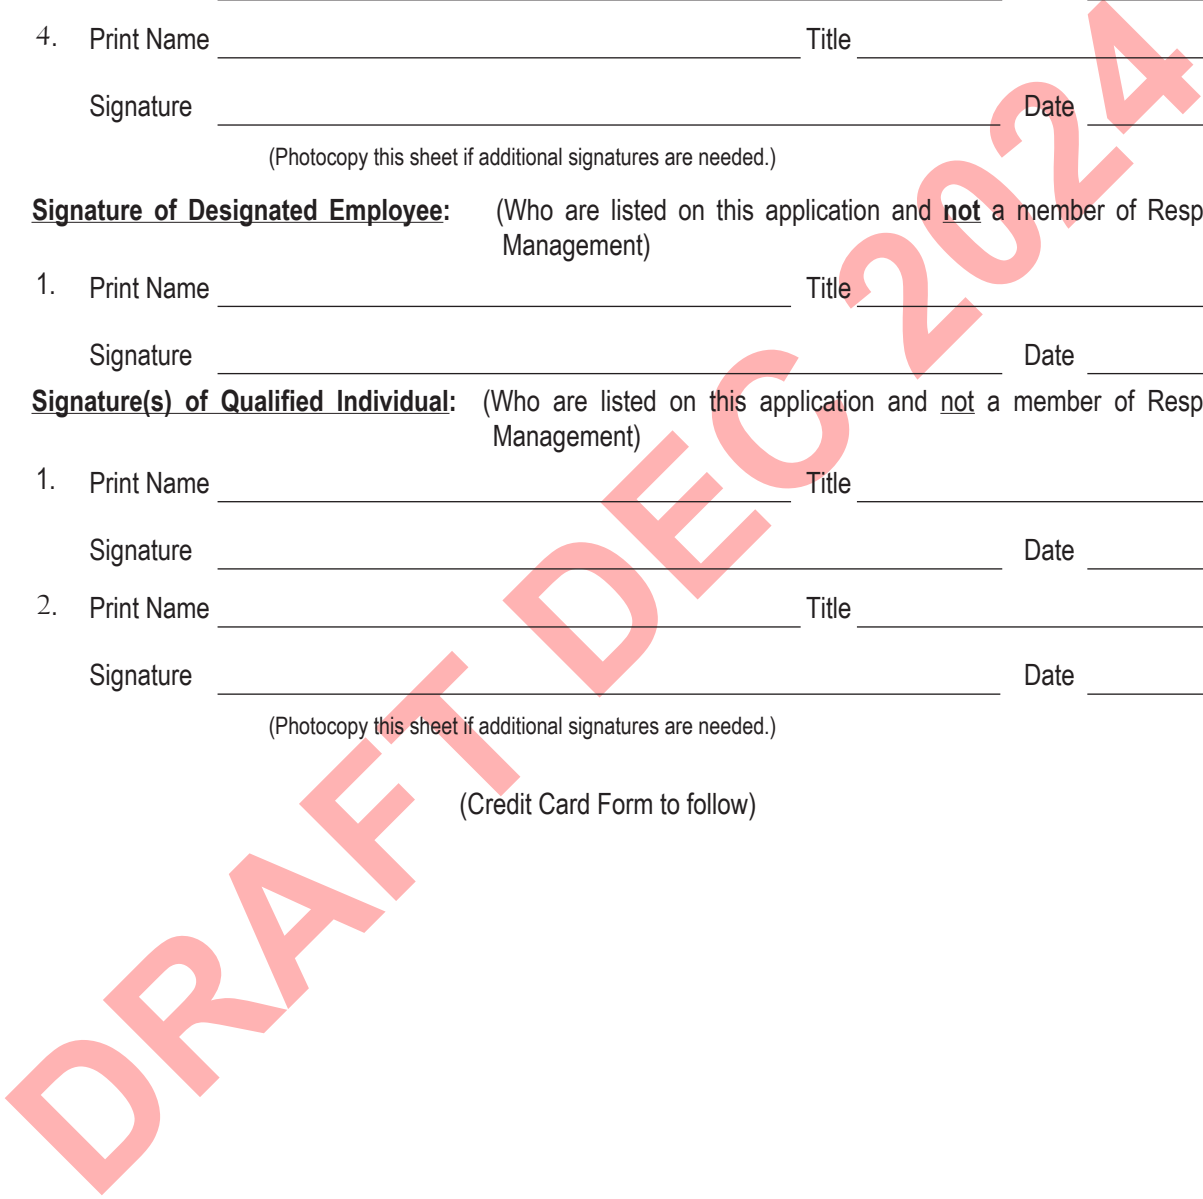 4. Print Name Title
Signature Date
(Photocopy this sheet if additional signatures are needed.)
Signature of Designated Employee: (Who are listed on this application and not a member of Resp
Management)
1. Print Name Title
Signature Date
Signature(s) of Qualified Individual: (Who are listed on this application and not a member of Resp
Management)
1. Print Name Title
Signature Date
2. Print Name Title
Signature Date
(Photocopy this sheet if additional signatures are needed.)
(Credit Card Form to follow)
DRAFT DEC 2024